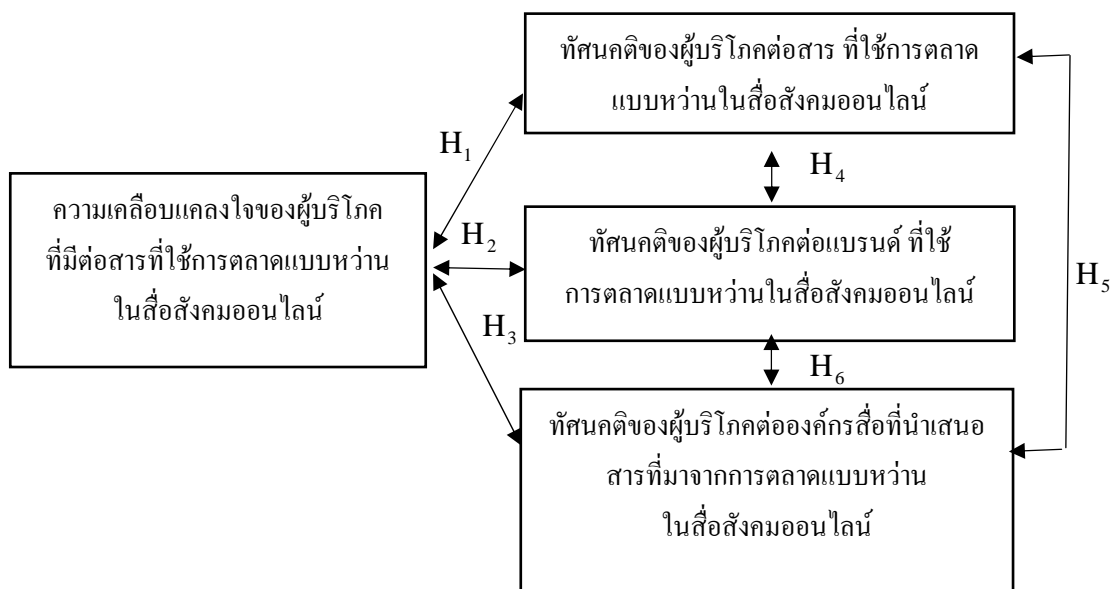 ทัศนคติของผู้บริโภคต่อสาร ที่ใช้การตลาด
แบบหว่านในสื่อสังคมออนไลน์
H1
H4
ความเคลือบแคลงใจของผู้บริโภค
ที่มีต่อสารที่ใช้การตลาดแบบหว่าน
ในสื่อสังคมออนไลน์
H2
ทัศนคติของผู้บริโภคต่อแบรนด์ ที่ใช้
การตลาดแบบหว่านในสื่อสังคมออนไลน์
H5
H3
H6
ทัศนคติของผู้บริโภคต่อองค์กรสื่อที่นำเสนอ
สารที่มาจากการตลาดแบบหว่าน
ในสื่อสังคมออนไลน์